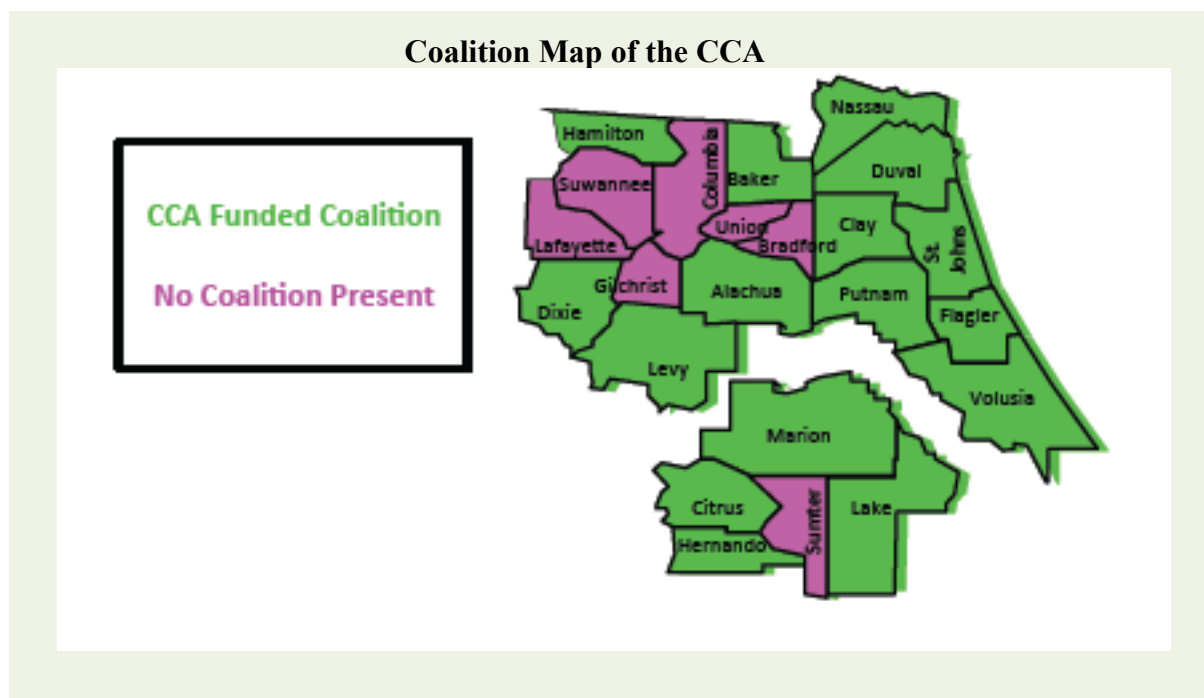 Coalition Map of the CCA
CCA Funded Coalition
No Coalition Present
Nassau
Hamilton
Columbia
Duval
Baker
Suwannee
Union
Clay
Bradford
St. Johns
Lafayette
Gilchrist
Alachua
Putnam
Dixie
Flagler
Levy
Volusia
Marion
Citrus
Sumter
Lake
Hernando